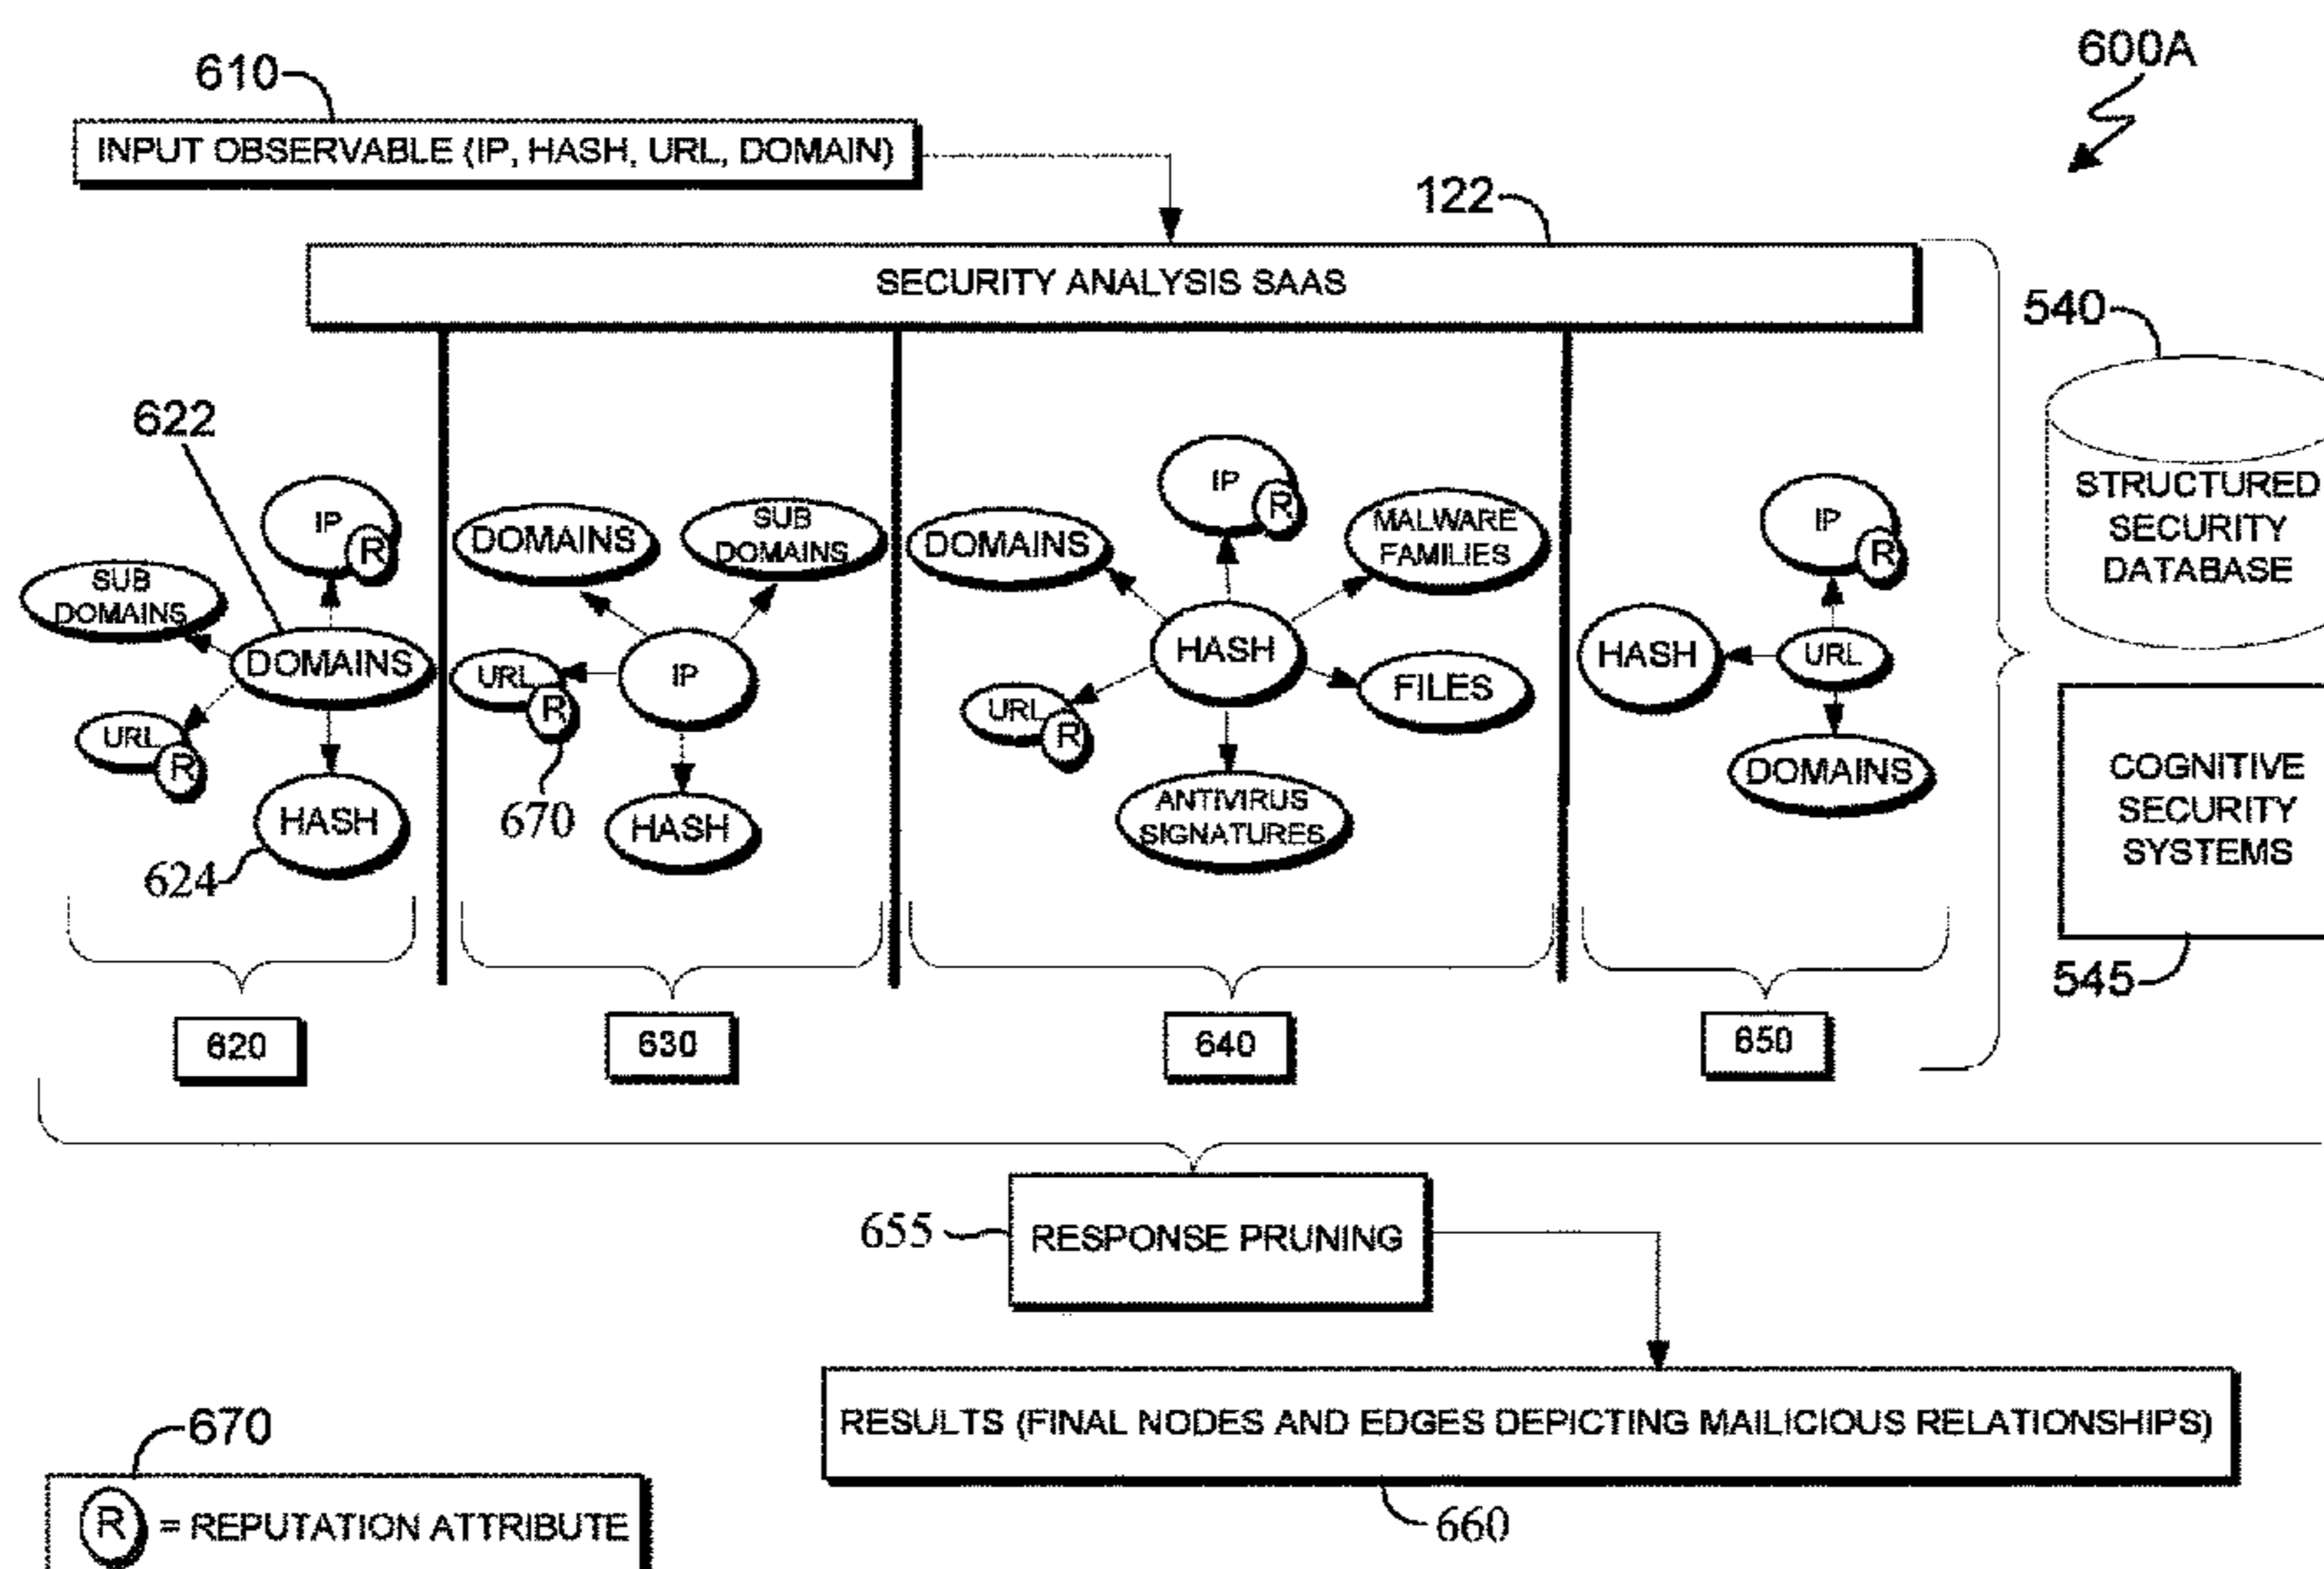 610
600A
INPUT OBSERVABLE (IP, HASH, URL, DOMAIN)
122
SECURITY ANALYSIS SAAS
540
STRUCTURED
SECURITY
DATABASE
622
IP
R
SUB
DOMAINS
DOMAINS
URL
R
HASH
624
DOMAINS
SUB
DOMAINS
URL
R
IP
670
HASH
IP
R
DOMAINS
MALWARE
FAMILIES
HASH
URL
R
FILES
ANTIVIRUS
SIGNATURES
IP
R
HASH
URL
DOMAINS
COGNITIVE
SECURITY
SYSTEMS
545
620
630
640
650
655
RESPONSE PRUNING
RESULTS (FINAL NODES AND EDGES DEPICTING MAILICIOUS RELATIONSHIPS)
660
670
R = REPUTATION ATTRIBUTE